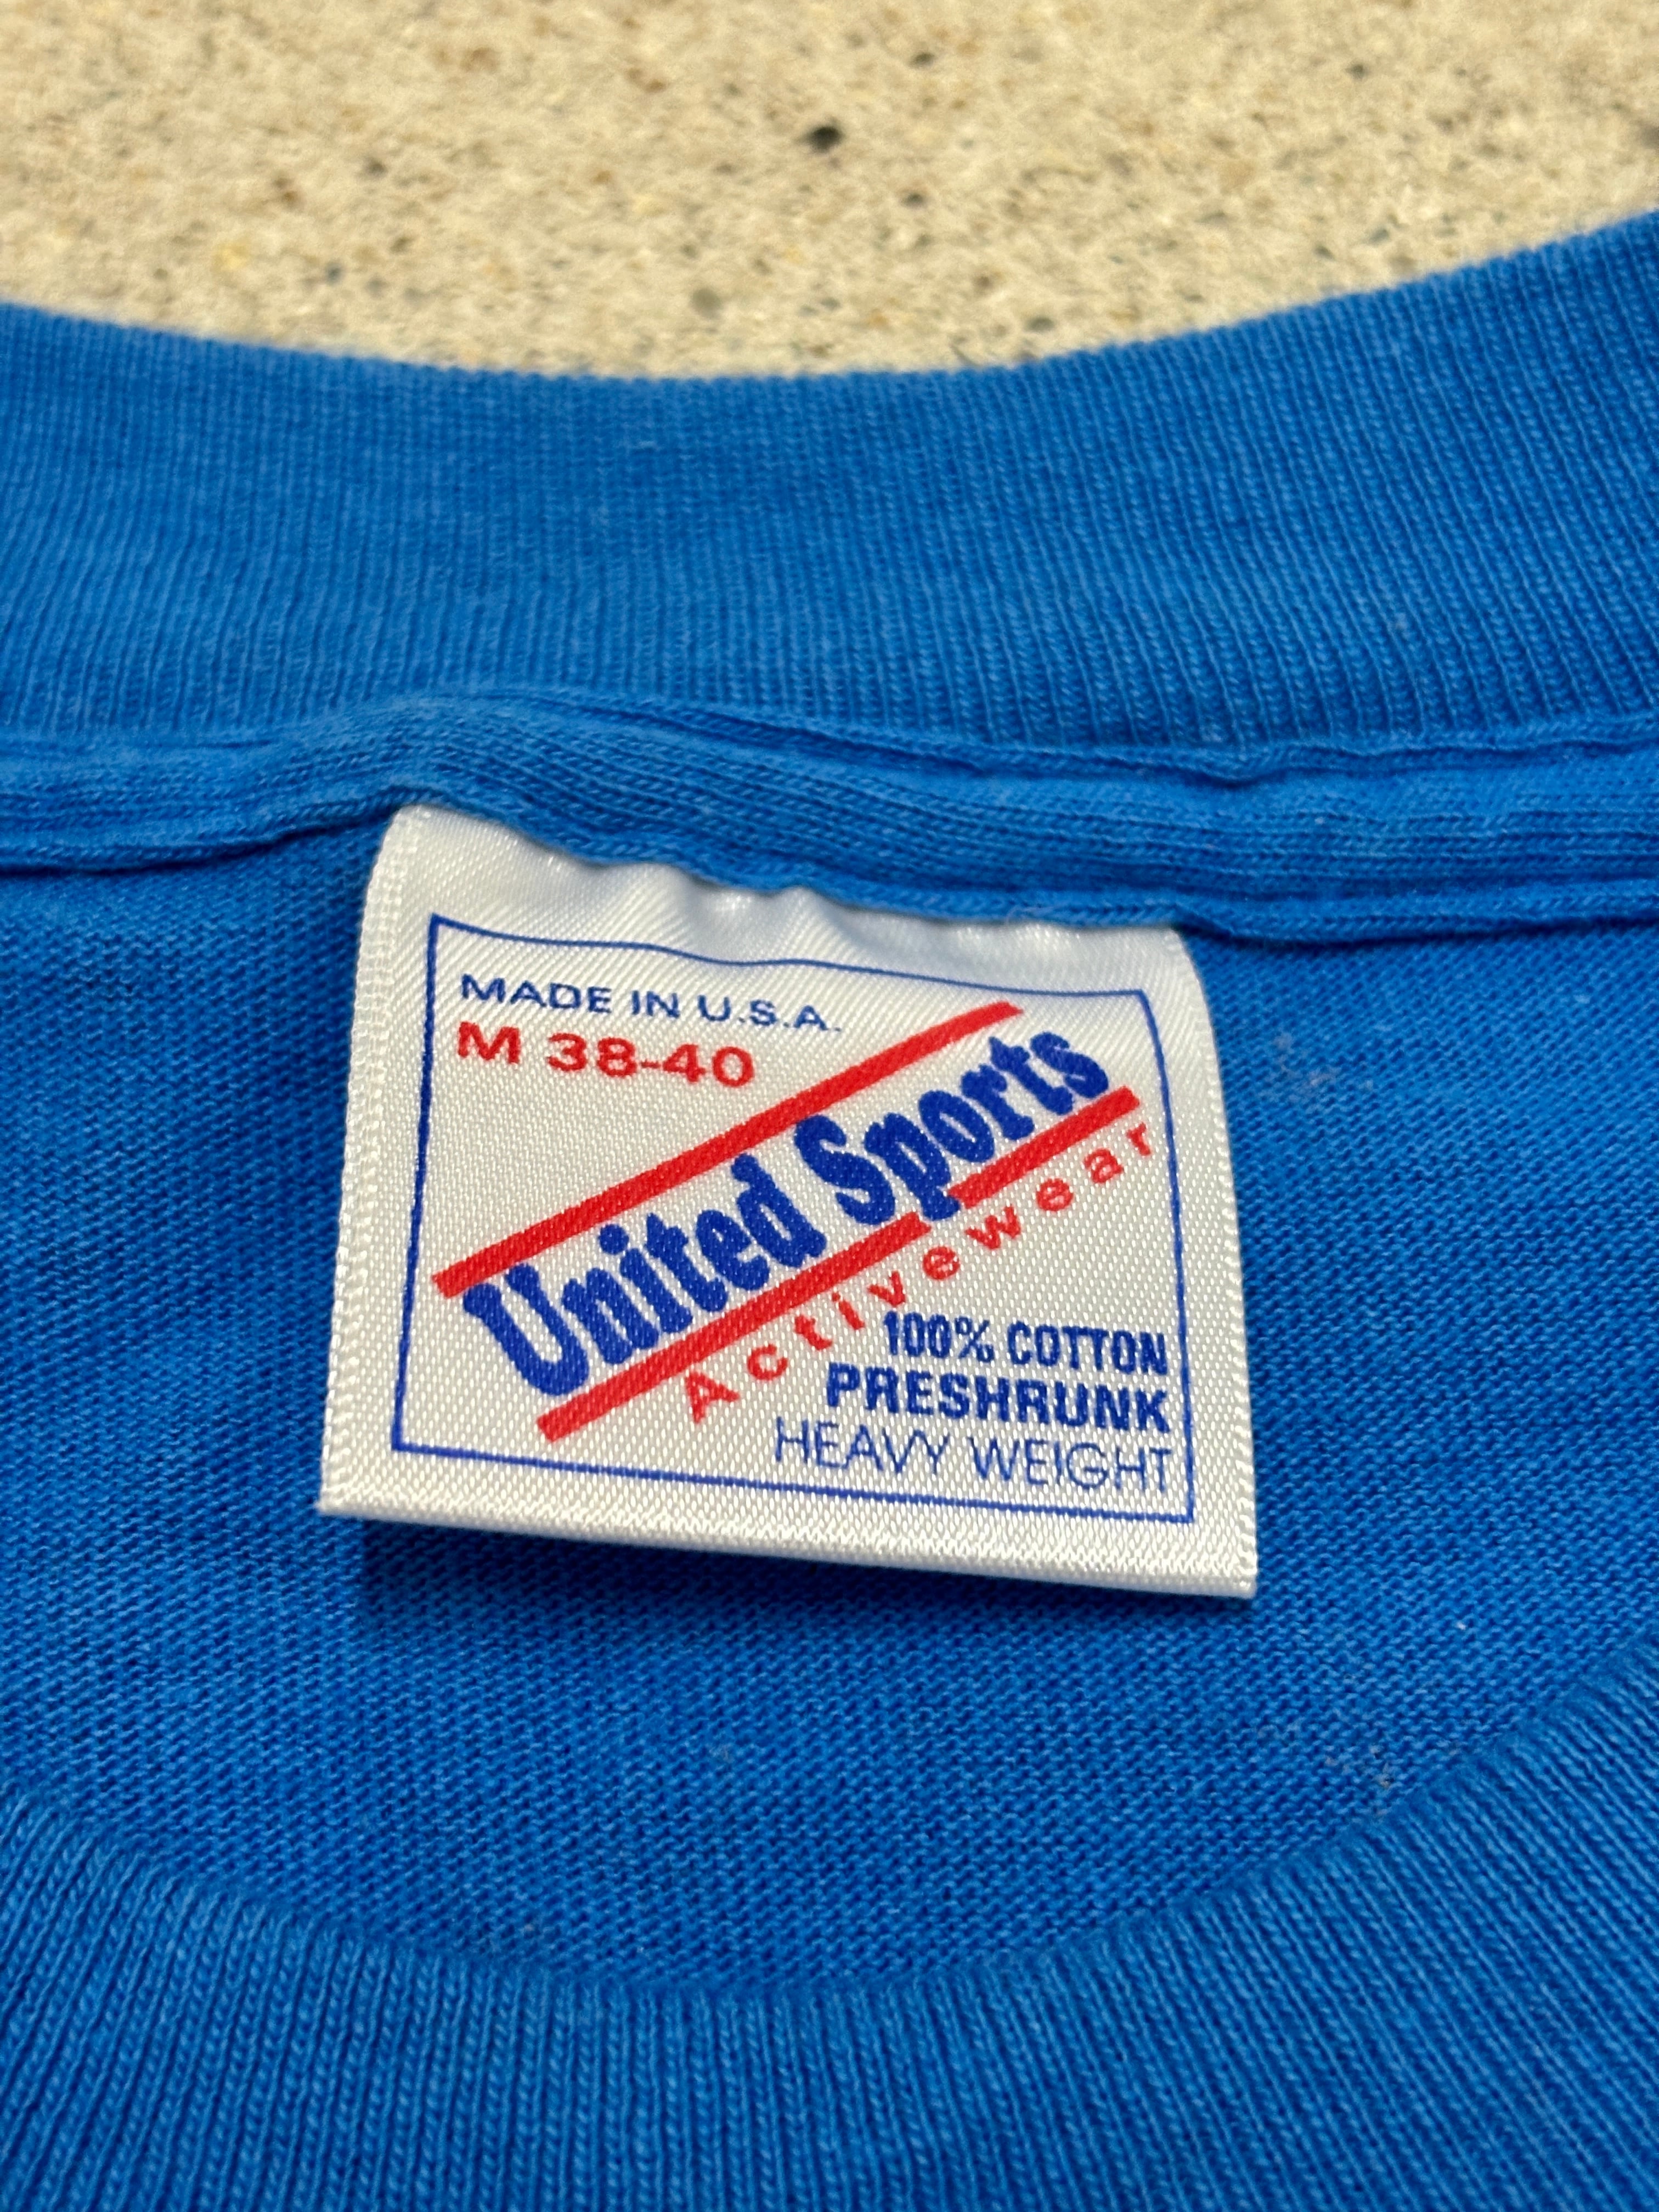 MADE IN U.S.A.
M 38-40
United Sports
Activewear
100% COTTON
PRESHRUNK
HEAVY WEIGHT